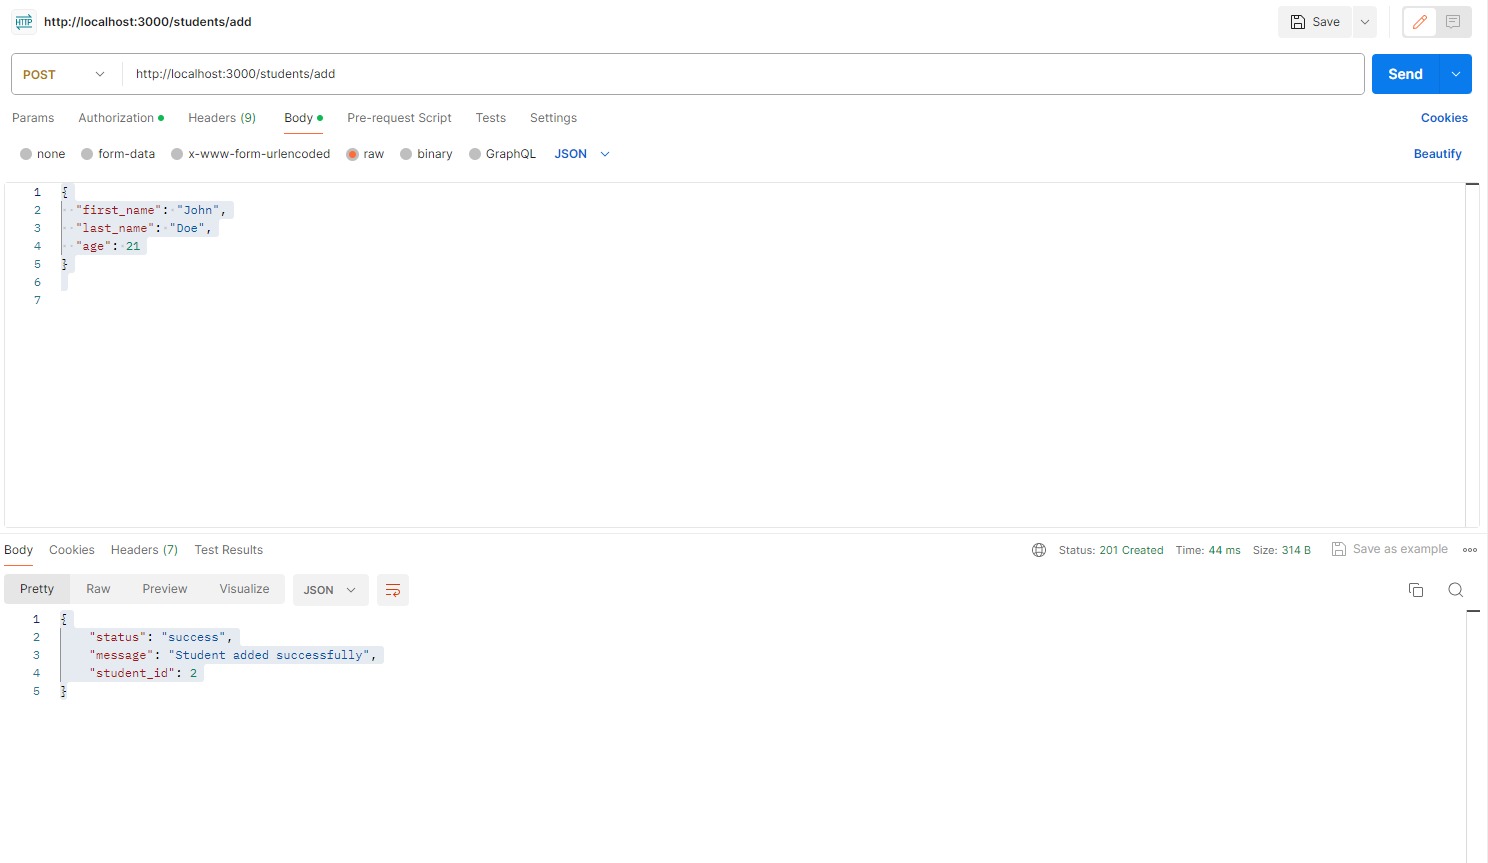 HTTP http://localhost:3000/students/add Save
POST http://localhost:3000/students/add Send
Params Authorization Headers (9) Body Pre-request Script Tests Settings Cookies
none form-data x-www-form-urlencoded raw binary GraphQL JSON Beautify
1 {
2 "first_name": "John",
3 "last_name": "Doe",
4 "age": 21
5 }
6
7
Body Cookies Headers (7) Test Results Status: 201 Created Time: 44 ms Size: 314 B Save as example
Pretty Raw Preview Visualize JSON
1 {
2 "status": "success",
3 "message": "Student added successfully",
4 "student_id": 2
5 }